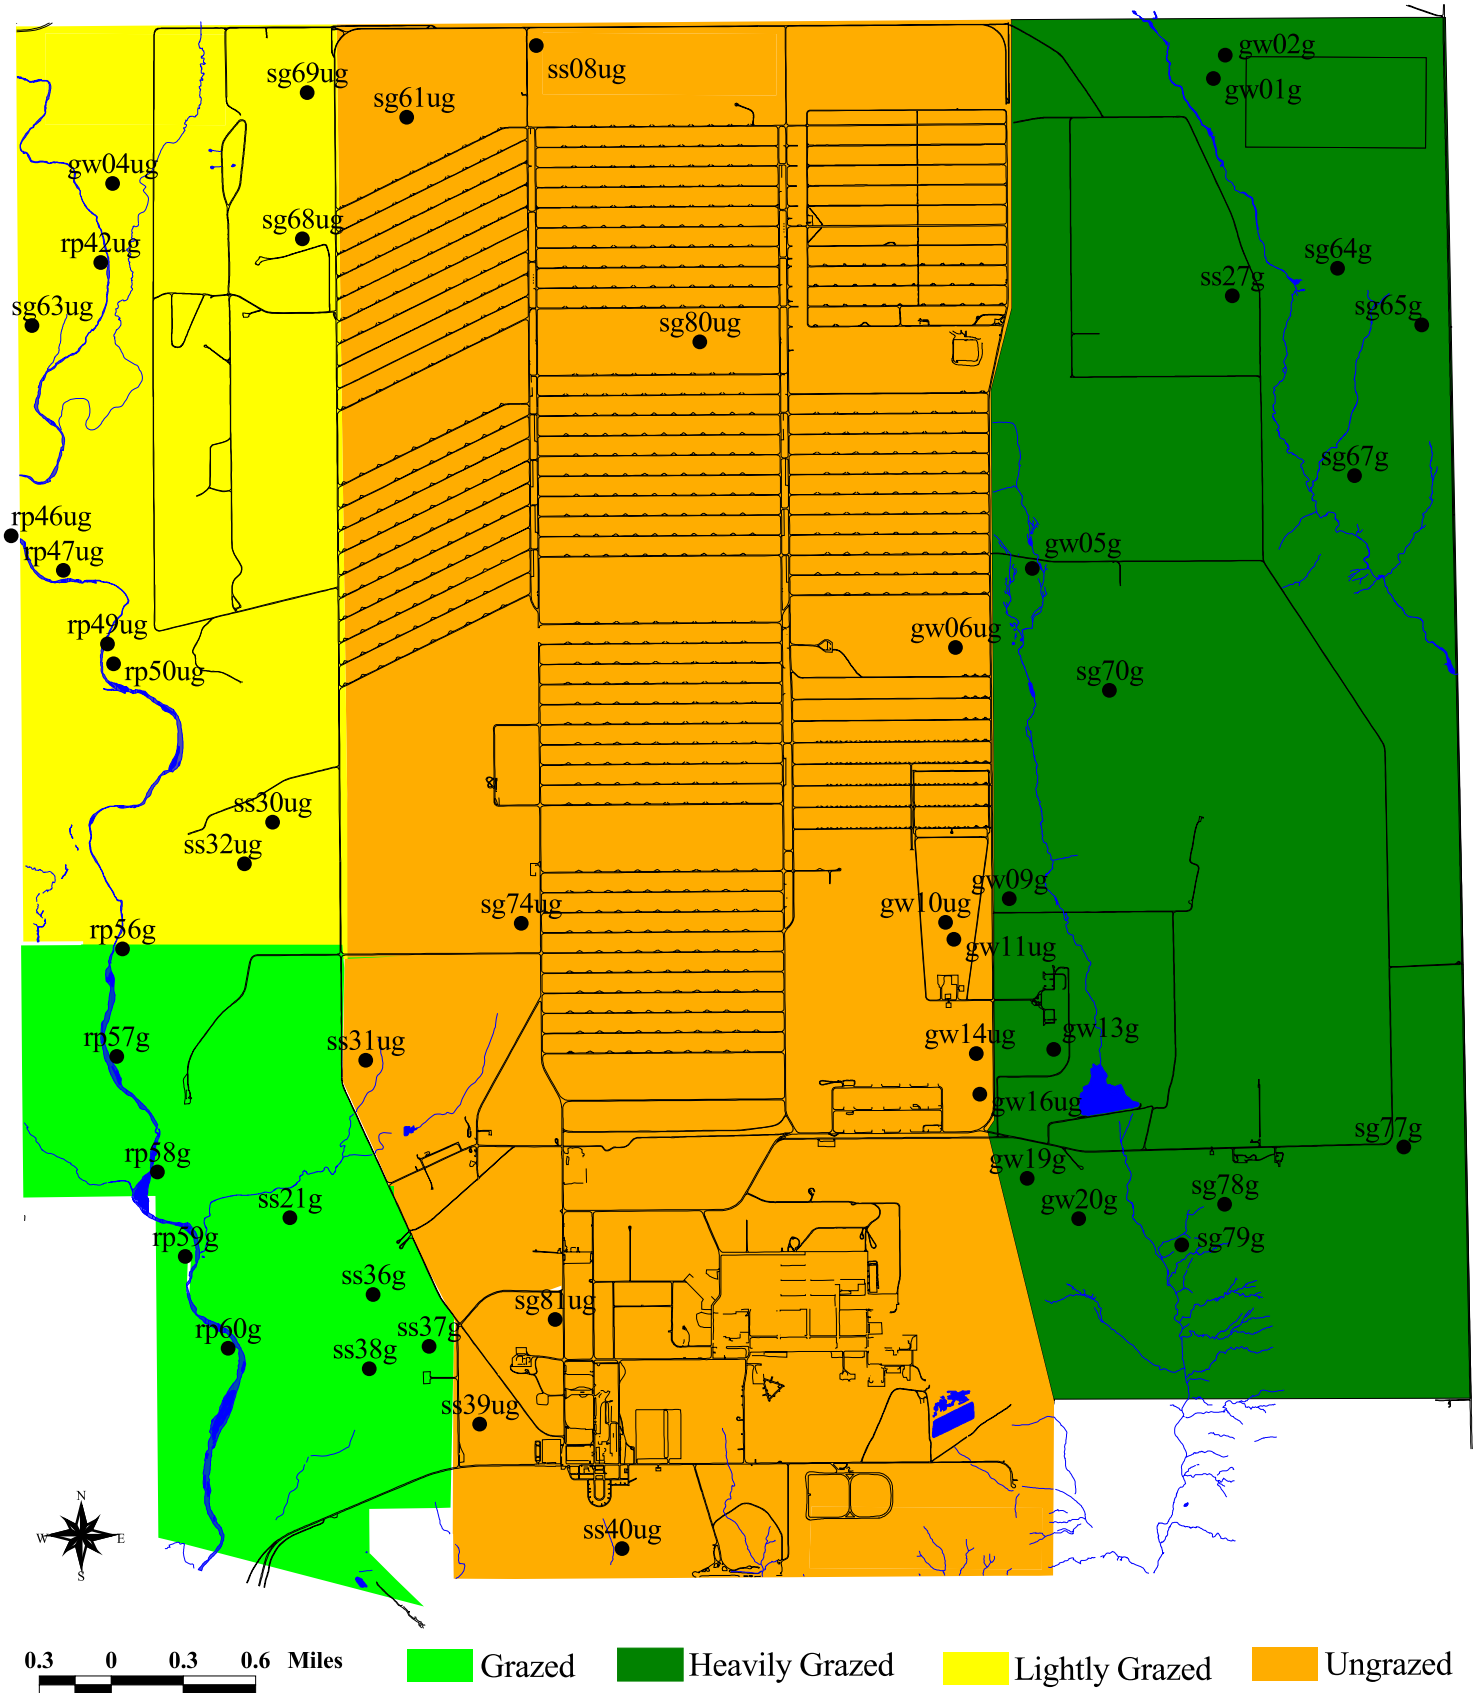 gw02g
ss08ug
sg69ug
gw01g
sg61ug
gw04ug
sg68ug
rp42ug
sg64g
ss27g
sg63ug
sg65g
sg80ug
sg67g
rp46ug
gw05g
rp47ug
rp49ug
gw06ug
rp50ug
sg70g
ss30ug
ss32ug
gw09g
sg74ug
gw10ug
rp56g
gw11ug
rp57g
ss31ug
gw14ug
gw13g
gw16ug
sg77g
rp58g
gw19g
ss21g
gw20g
sg78g
rp59g
sg79g
ss36g
sg81ug
rp60g
ss37g
ss38g
ss39ug
N
W E
S
ss40ug
0.3 0 0.3 0.6 Miles
Grazed
Heavily Grazed
Lightly Grazed
Ungrazed